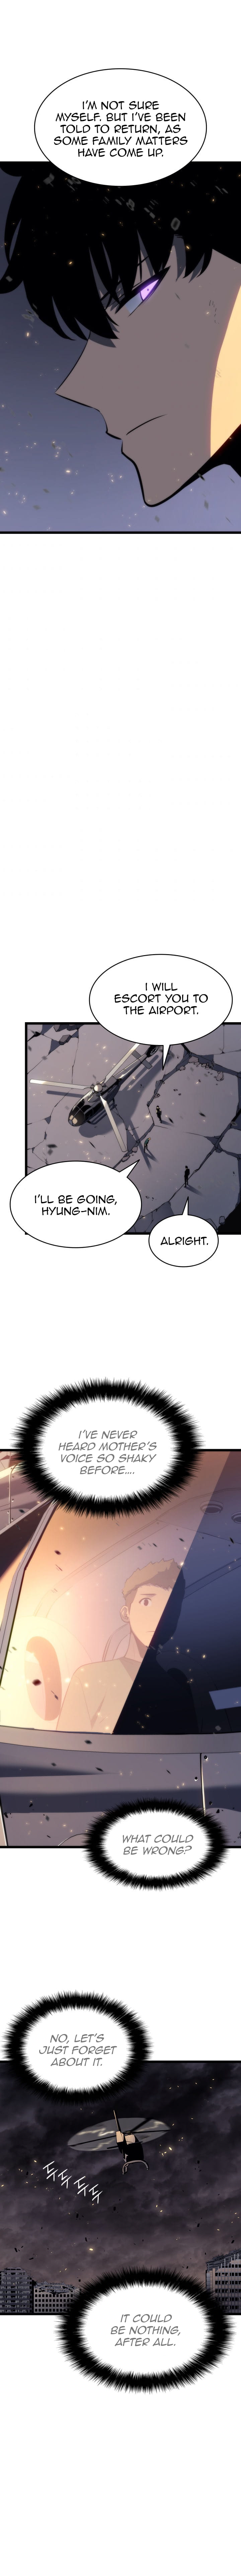 I'M NOT SURE
MYSELF. BUT I'VE BEEN
TOLD TO RETURN, AS
SOME FAMILY MATTERS
HAVE COME UP.
I WILL
ESCORT YOU TO
THE AIRPORT.
I'LL BE GOING,
HYUNG-NIM.
ALRIGHT.
I'VE NEVER
HEARD MOTHER'S
VOICE SO SHAKY
BEFORE....
WHAT COULD
BE WRONG?
NO, LET'S
JUST FORGET
ABOUT IT.
IT COULD
BE NOTHING,
AFTER ALL.